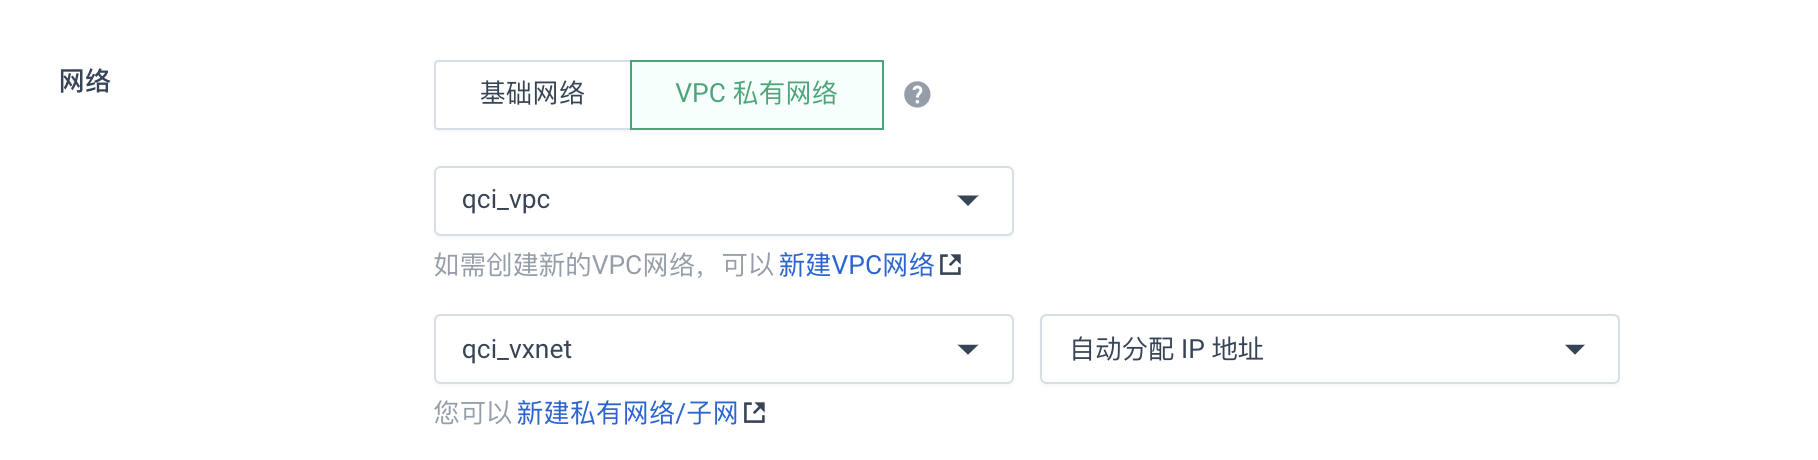 网络
基础网络 VPC 私有网络 ?
qci_vpc
如需创建新的VPC网络，可以 新建VPC网络
qci_vxnet 自动分配 IP 地址
您可以 新建私有网络/子网